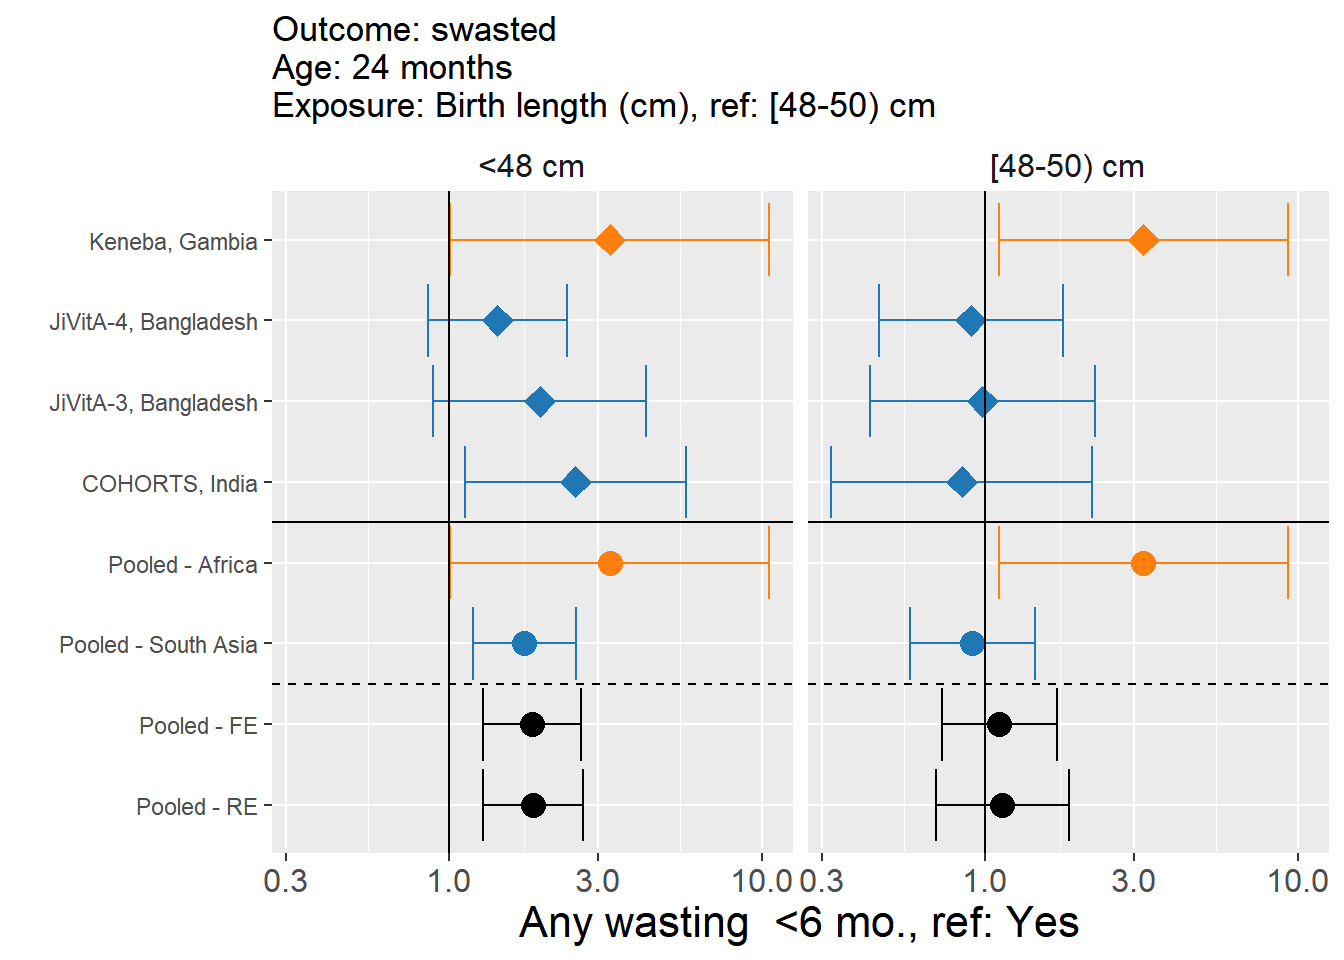 Outcome: swasted
Age: 24 months
Exposure: Birth length (cm), ref: [48-50) cm
<48 cm [48-50) cm
Keneba, Gambia
JiVitA-4, Bangladesh
JiVitA-3, Bangladesh
COHORTS, India
Pooled - Africa
Pooled - South Asia
Pooled - FE
Pooled - RE
0.3 1.0 3.0 10.0 0.3 1.0 3.0 10.0
Any wasting  <6 mo., ref: Yes